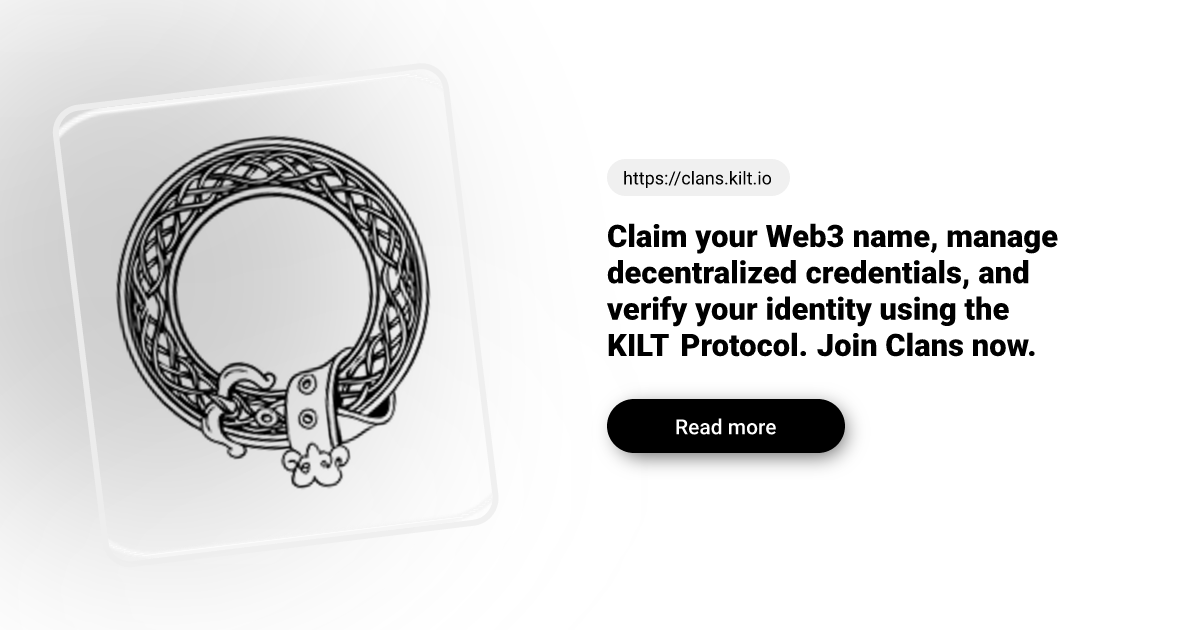 https://clans.kilt.io
Claim your Web3 name, manage
decentralized credentials, and
verify your identity using the
KILT Protocol. Join Clans now.
Read more